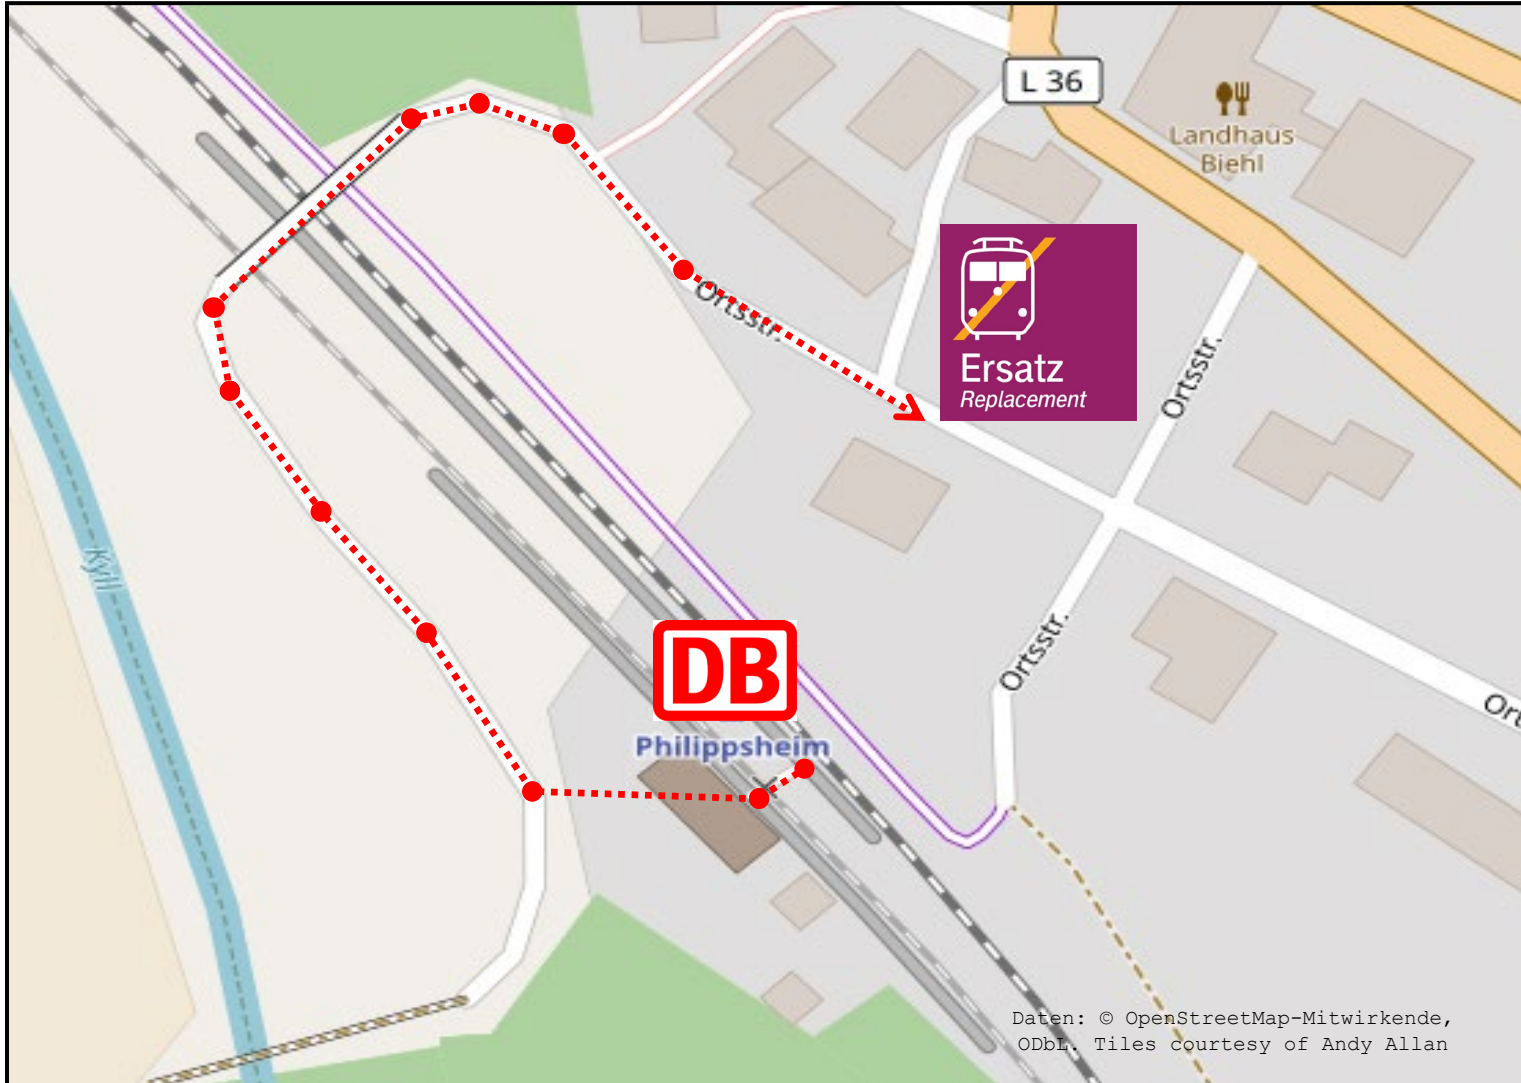 L 36
Landhaus
Biehl
Ortsstr.
Ersatz
Replacement
Ortsstr.
Kyll
Ortsstr.
DB
Ort
Philippsheim
Daten: © OpenStreetMap-Mitwirkende,
ODbL. Tiles courtesy of Andy Allan